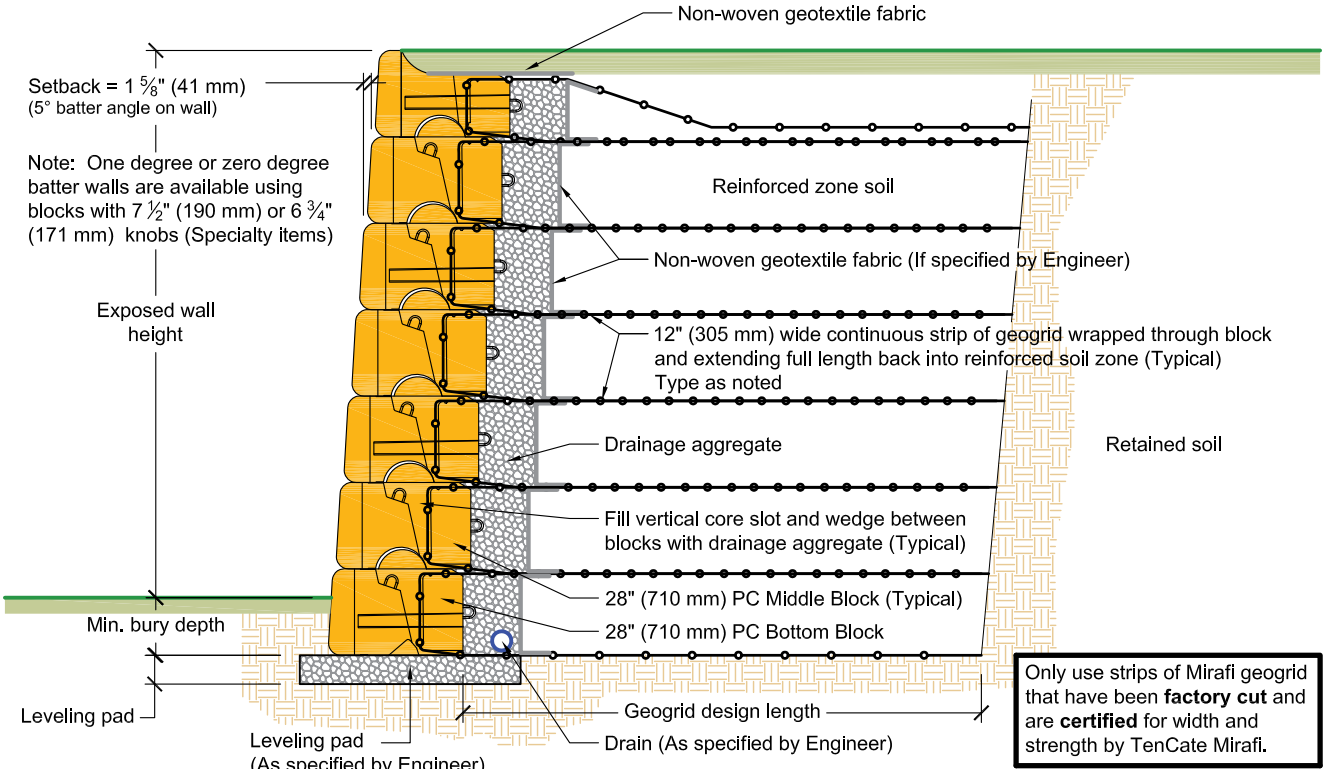 Non-woven geotextile fabric
Setback = 1 5⁄8" (41 mm)
(5° batter angle on wall)
Note: One degree or zero degree
batter walls are available using
blocks with 7 1⁄2" (190 mm) or 6 3⁄4"
(171 mm) knobs (Specialty items)
Reinforced zone soil
Non-woven geotextile fabric (If specified by Engineer)
Exposed wall
height
12" (305 mm) wide continuous strip of geogrid wrapped through block
and extending full length back into reinforced soil zone (Typical)
Type as noted
Drainage aggregate
Retained soil
Fill vertical core slot and wedge between
blocks with drainage aggregate (Typical)
28" (710 mm) PC Middle Block (Typical)
Min. bury depth
28" (710 mm) PC Bottom Block
Only use strips of Mirafi geogrid
that have been factory cut and
are certified for width and
strength by TenCate Mirafi.
Leveling pad
Geogrid design length
Leveling pad
(As specified by Engineer)
Drain (As specified by Engineer)